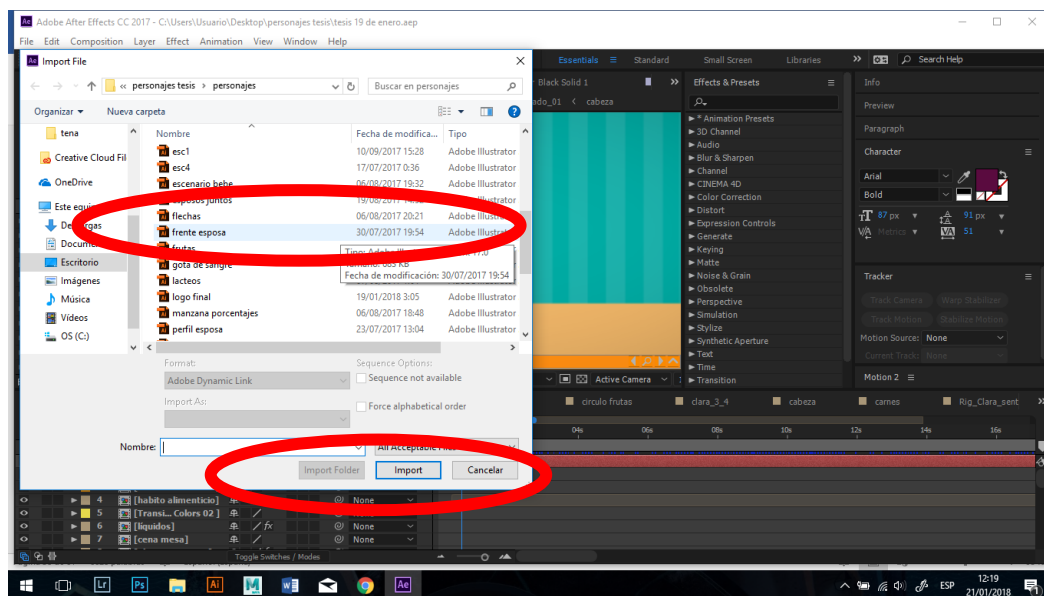 Adobe After Effects CC 2017 - C:\Users\Usuario\Desktop\personajes tesis\tesis 19 de enero.aep
File Edit Composition Layer Effect Animation View Window Help
Import File
Essentials Standard Small Screen Libraries Search Help
« personajes tesis > personajes
Buscar en personajes
Organizar
Nueva carpeta
tena
Creative Cloud Fil
OneDrive
Este equi
Escritorio
Imágenes
Música
Vídeos
OS (C:)
Nombre Fecha de modifica... Tipo
esc1 10/09/2017 15:28 Adobe Illustrator
esc4 17/07/2017 0:36 Adobe Illustrator
escenario bebe 06/08/2017 19:32 Adobe Illustrator
flechas 06/08/2017 20:21 Adobe Illustrator
frente esposa 30/07/2017 19:54 Adobe Illustrator
frutas
gota de sangre
Fecha de modificación: 30/07/2017 19:54
lacteos
logo final 19/01/2018 3:05 Adobe Illustrator
manzana porcentajes 06/08/2017 18:48 Adobe Illustrator
perfil esposa 23/07/2017 13:04 Adobe Illustrator
Format:
Adobe Dynamic Link
Import As:
Sequence Options:
Sequence not available
Force alphabetical order
Nombre:
All Acceptable
Import Folder Import Cancelar
Black Solid 1
ado_01 < cabeza
Active Camera
Effects & Presets
* Animation Presets
3D Channel
Audio
Blur & Sharpen
Channel
CINEMA 4D
Color Correction
Distort
Expression Controls
Generate
Keying
Matte
Noise & Grain
Obsolete
Perspective
Simulation
Stylize
Synthetic Aperture
Text
Time
Transition
Info
Preview
Paragraph
Character
Arial
Bold
87 px 91 px
Metrics 51
Tracker
Track Camera Warp Stabilizer
Track Motion Stabilize Motion
Motion Source: None
Current Track: None
Motion 2
circulo frutas clara_3_4 cabeza carnes Rig_Clara_sent
04s 06s 08s 10s 12s 14s 16s
4 [habito alimenticio] None
5 [Transi... Colors 02 ]
6 [liquidos] fx None
7 [cena mesa] None
Toggle Switches / Modes
Lr Ps Ai M W Ae
ESP
12:19
21/01/2018